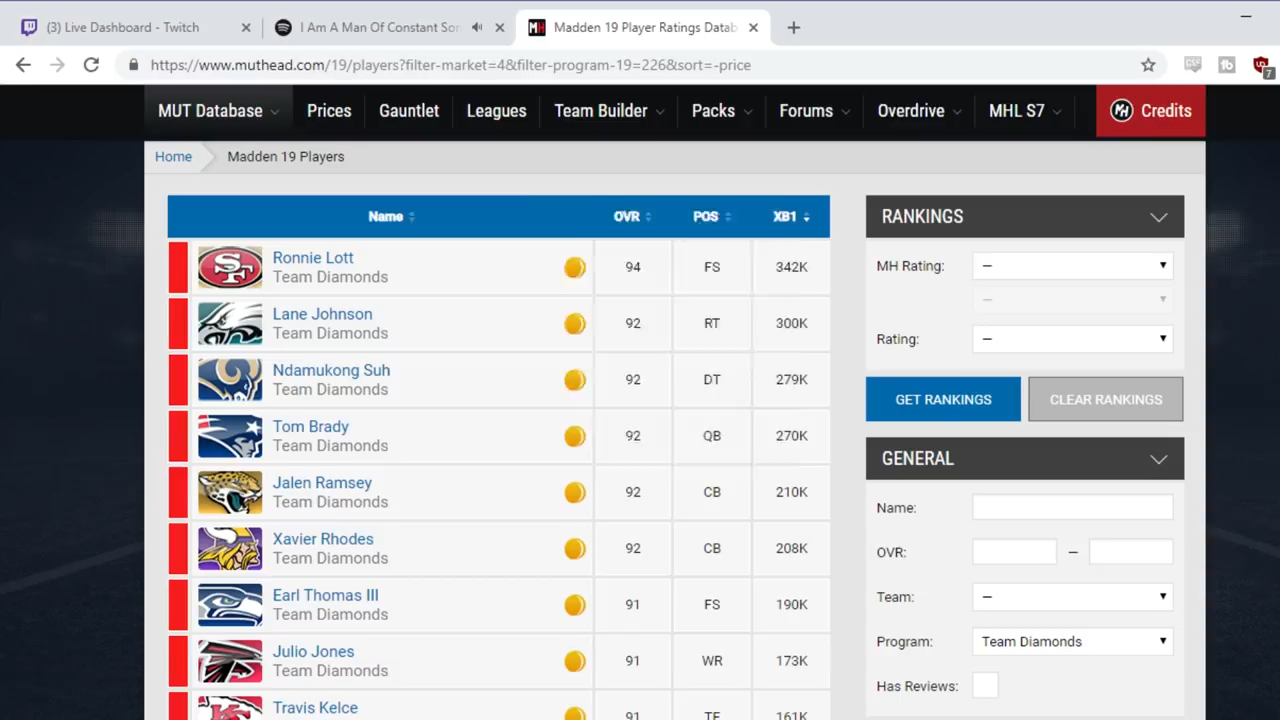 (3) Live Dashboard - Twitch
I Am A Man Of Constant Sor
Madden 19 Player Ratings Datab
https://www.muthead.com/19/players?filter-market=4&filter-program-19=226&sort=-price
7
MUT Database
Prices
Gauntlet
Leagues
Team Builder
Packs
Forums
Overdrive
MHL S7
MH Credits
Home
Madden 19 Players
Name OVR POS XB1
Ronnie Lott
Team Diamonds
94 FS 342K
Lane Johnson
Team Diamonds
92 RT 300K
Ndamukong Suh
Team Diamonds
92 DT 279K
Tom Brady
Team Diamonds
92 QB 270K
Jalen Ramsey
Team Diamonds
92 CB 210K
Xavier Rhodes
Team Diamonds
92 CB 208K
Earl Thomas III
Team Diamonds
91 FS 190K
Julio Jones
Team Diamonds
91 WR 173K
Travis Kelce
91 TE 161K
RANKINGS
MH Rating: –
–
Rating: –
GET RANKINGS
CLEAR RANKINGS
GENERAL
Name:
OVR: –
Team: –
Program: Team Diamonds
Has Reviews: